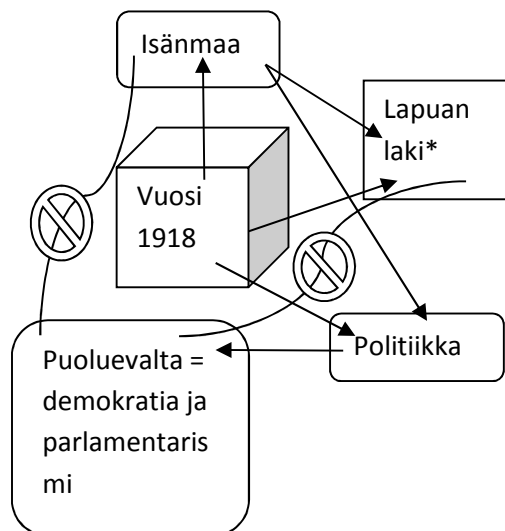 Isänmaa
Lapuan
laki*
Vuosi
1918
Politiikka
Puoluevalta =
demokratia ja
parlamentaris
mi